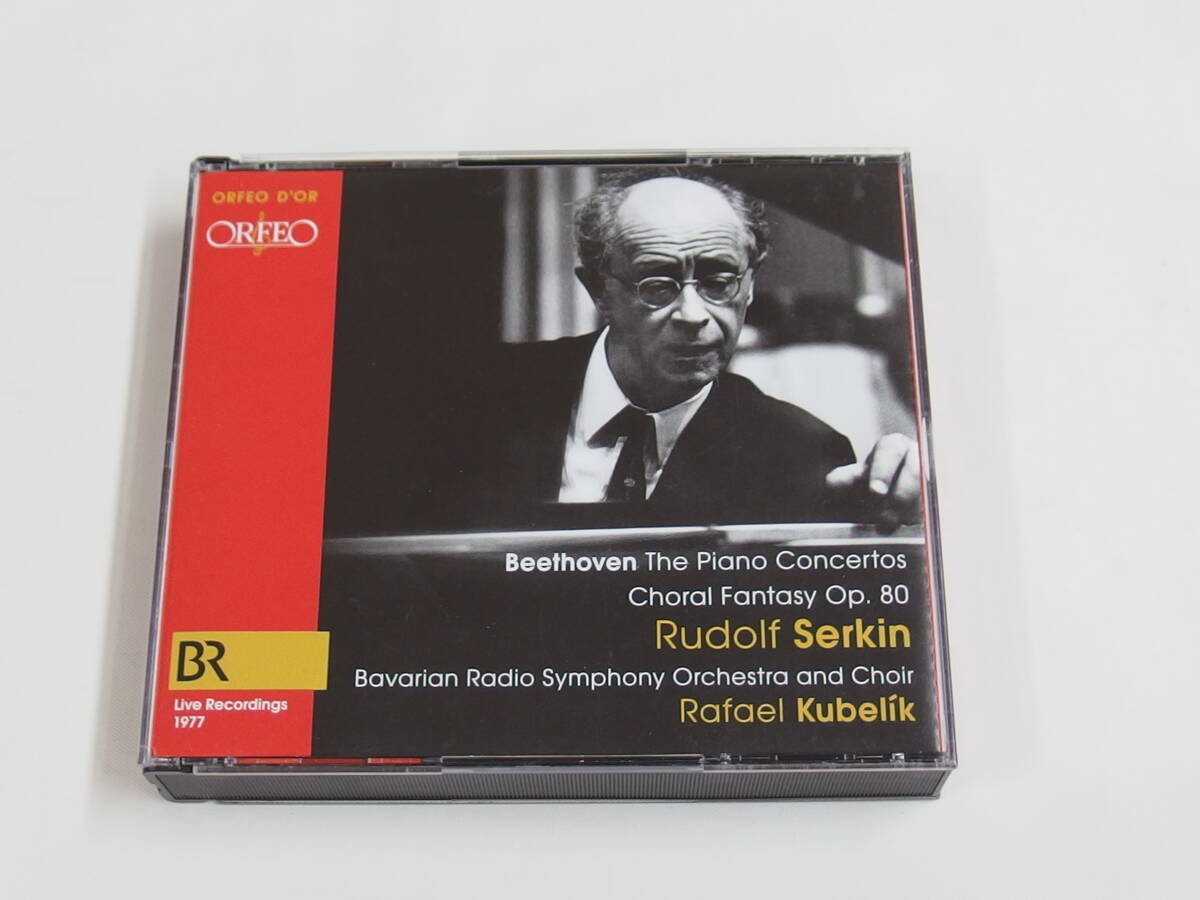 ORFEO D'OR
ORFEO
Beethoven The Piano Concertos
Choral Fantasy Op. 80
Rudolf Serkin
Bavarian Radio Symphony Orchestra and Choir
Rafael Kubelík
BR
Live Recordings
1977